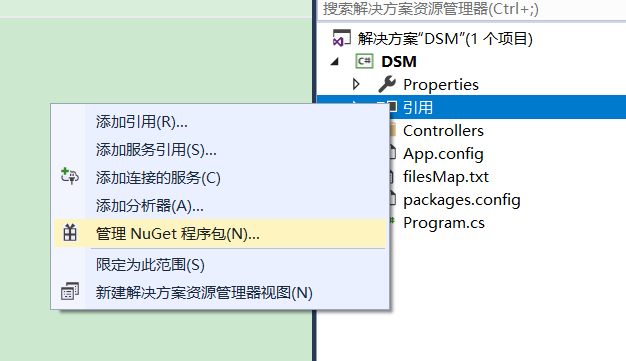 搜索解决方案资源管理器(Ctrl+;)
解决方案"DSM"(1 个项目)
C# DSM
Properties
引用
Controllers
App.config
filesMap.txt
packages.config
C# Program.cs
添加引用(R)...
添加服务引用(S)...
添加连接的服务(C)
添加分析器(A)...
管理 NuGet 程序包(N)...
限定为此范围(S)
新建解决方案资源管理器视图(N)